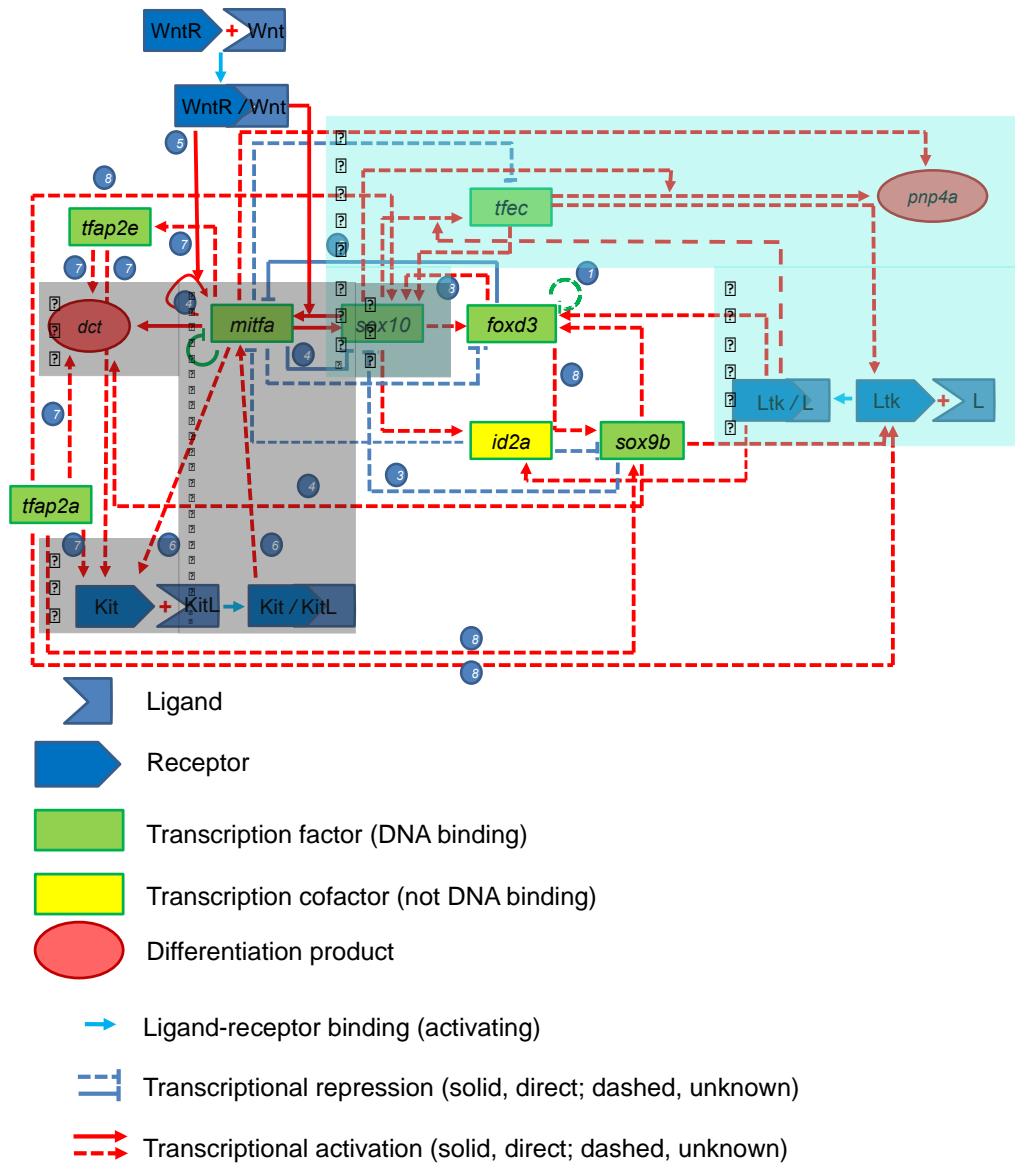 WntR + Wnt
WntR / Wnt
5
8
tfap2e
7
7
7
tfec
pnp4a
1
8
dct
4
mitfa
sox10
foxd3
4
8
7
Ltk / L
Ltk + L
id2a
sox9b
3
4
tfap2a
7
6
6
Kit + KitL
Kit / KitL
8
8
Ligand
Receptor
Transcription factor (DNA binding)
Transcription cofactor (not DNA binding)
Differentiation product
Ligand-receptor binding (activating)
Transcriptional repression (solid, direct; dashed, unknown)
Transcriptional activation (solid, direct; dashed, unknown)